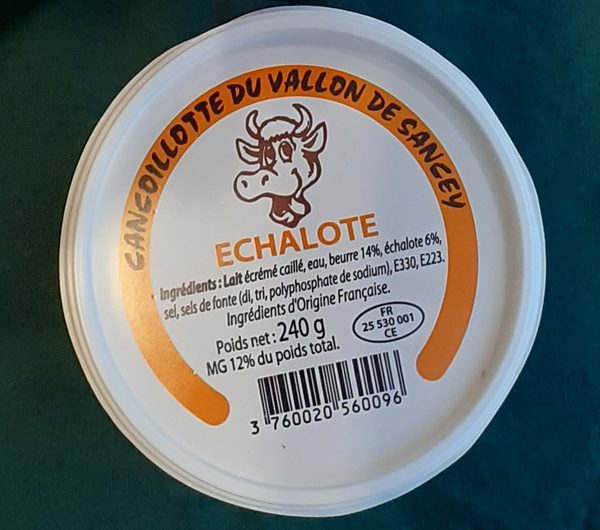 CANCOILLOTTE DU VALLON DE SANCEY
ECHALOTE
Ingrédients : Lait écrémé caillé, eau, beurre 14%, échalote 6%,
sel, sels de fonte (di, tri, polyphosphate de sodium), E330, E223.
Ingrédients d'Origine Française.
Poids net : 240 g
MG 12% du poids total.
FR
25 530 001
CE
3 760020 560096